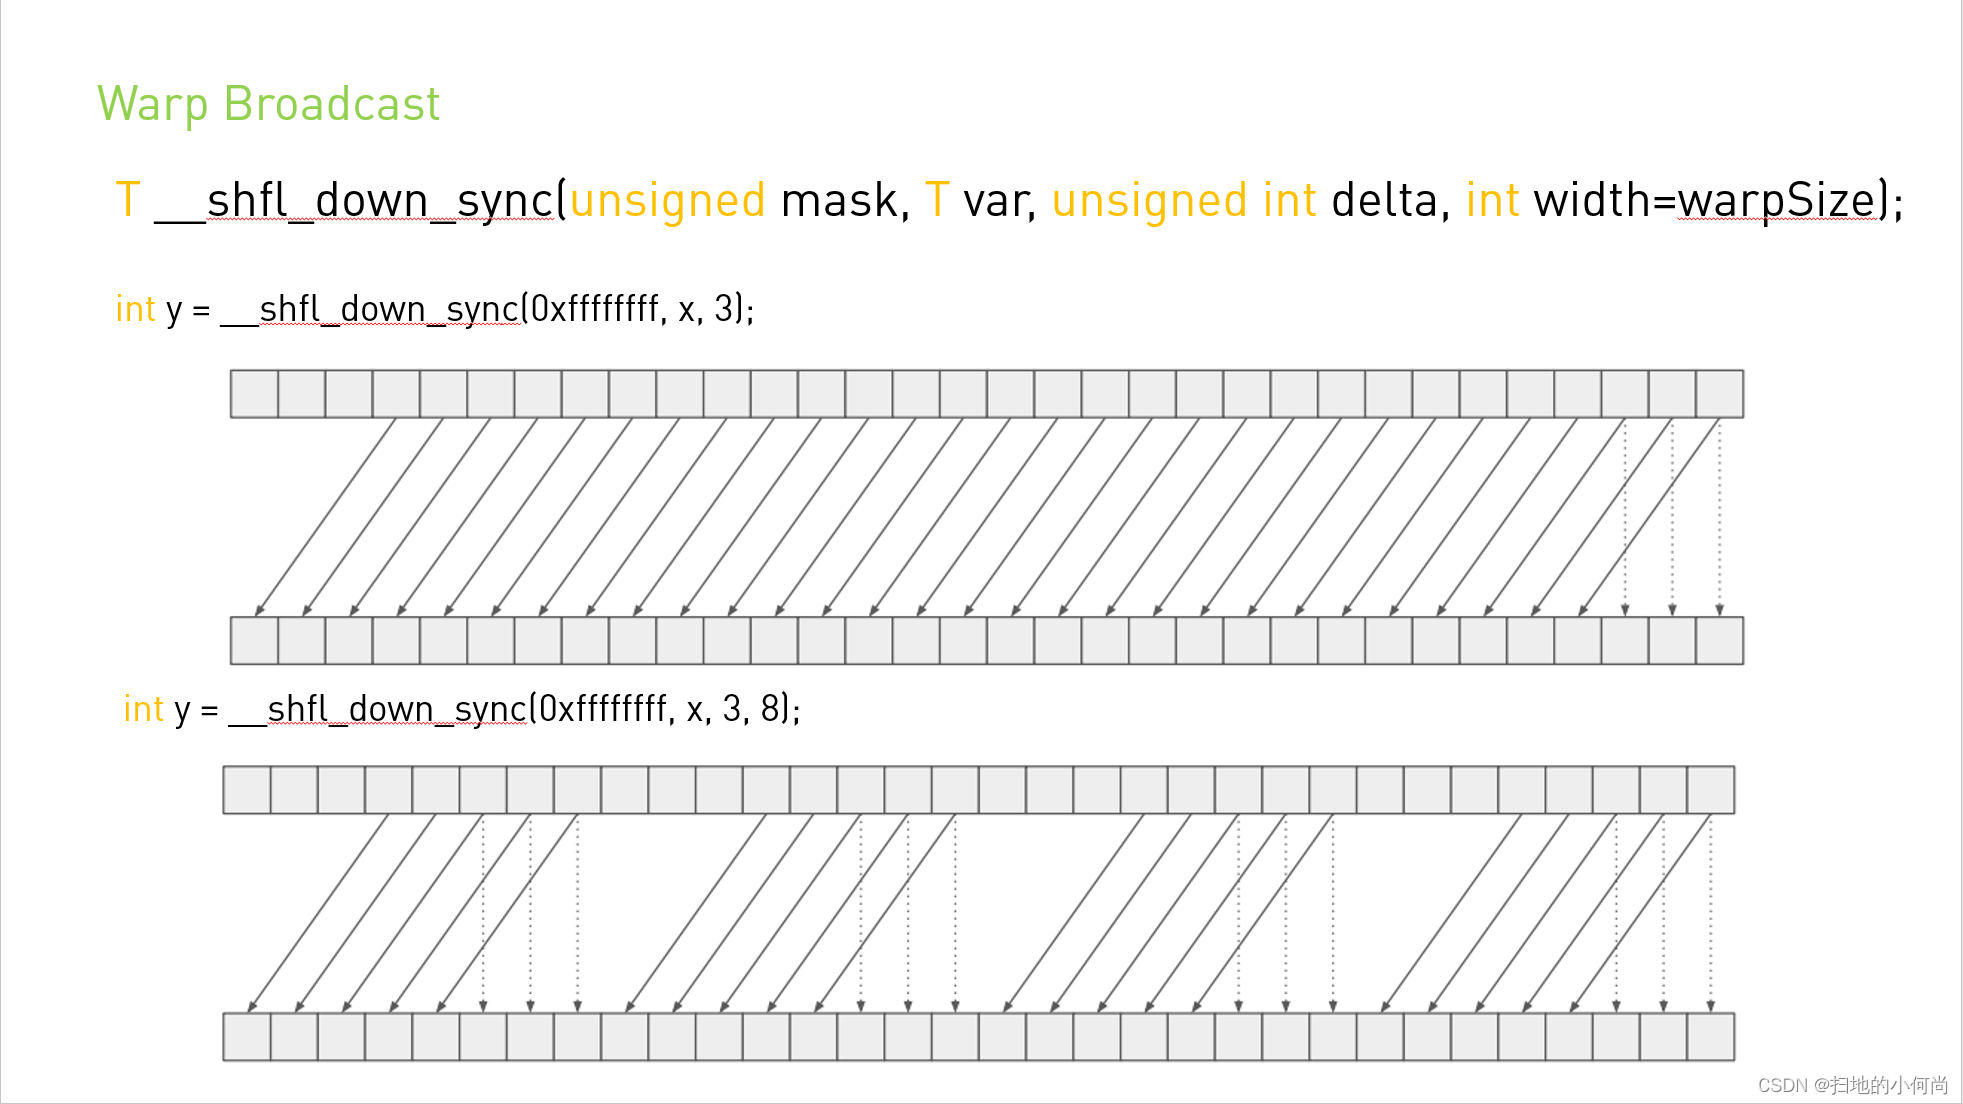 Warp Broadcast
T __shfl_down_sync(unsigned mask, T var, unsigned int delta, int width=warpSize);
int y = __shfl_down_sync(0xffffffff, x, 3);
int y = __shfl_down_sync(0xffffffff, x, 3, 8);
CSDN @扫地的小何尚